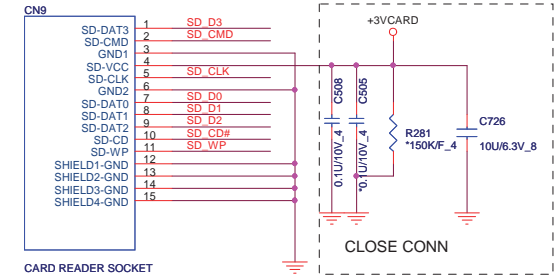 CN9
SD-DAT3 1 SD_D3
SD-CMD 2 SD_CMD
GND1 3
SD-VCC 4
SD-CLK 5 SD_CLK
GND2 6
SD-DAT0 7 SD_D0
SD-DAT1 8 SD_D1
SD-DAT2 9 SD_D2
SD-CD 10 SD_CD#
SD-WP 11 SD_WP
SHIELD1-GND 12
SHIELD2-GND 13
SHIELD3-GND 14
SHIELD4-GND 15
CARD READER SOCKET
+3VCARD
C508
0.1U/10V_4
C505
*0.1U/10V_4
R281
*150K/F_4
C726
10U/6.3V_8
CLOSE CONN